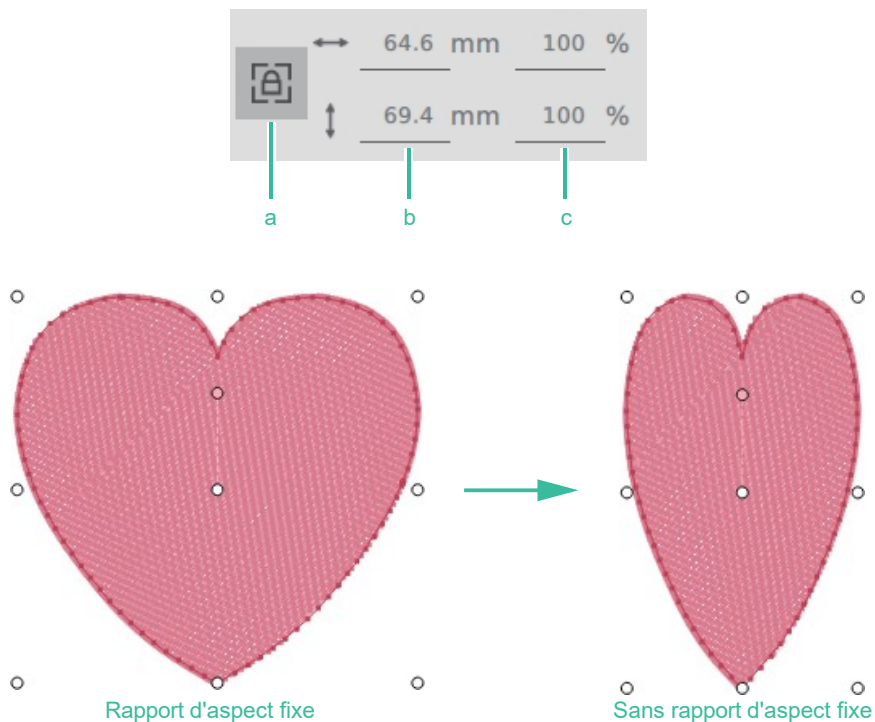 64.6 mm 100 %
69.4 mm 100 %
a b c
Rapport d'aspect fixe Sans rapport d'aspect fixe